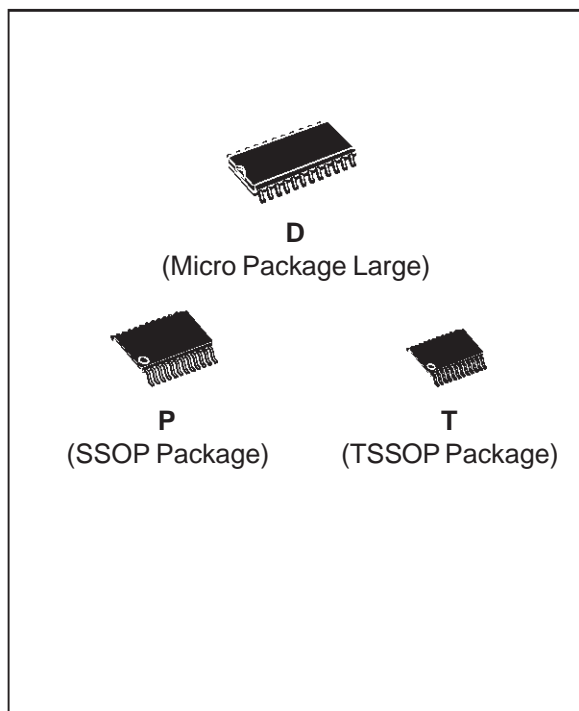 D
(Micro Package Large)
P
(SSOP Package)
T
(TSSOP Package)